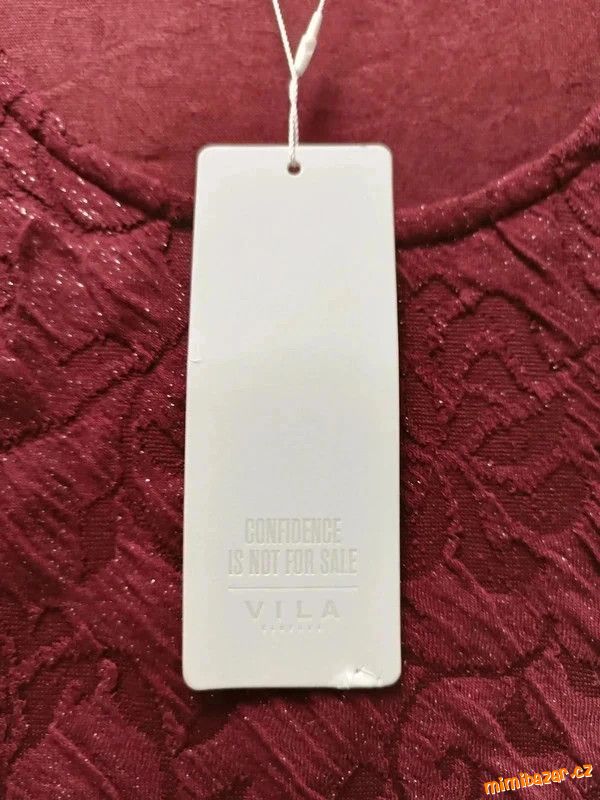 CONFIDENCE
IS NOT FOR SALE
VILA
mimibazar.cz